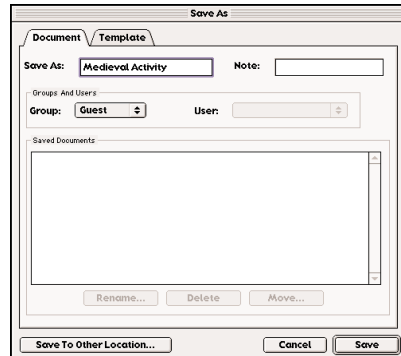 Save As
Document Template
Save As: Medieval Activity Note:
Groups And Users
Group: Guest User:
Saved Documents
Rename... Delete Move...
Save To Other Location... Cancel Save